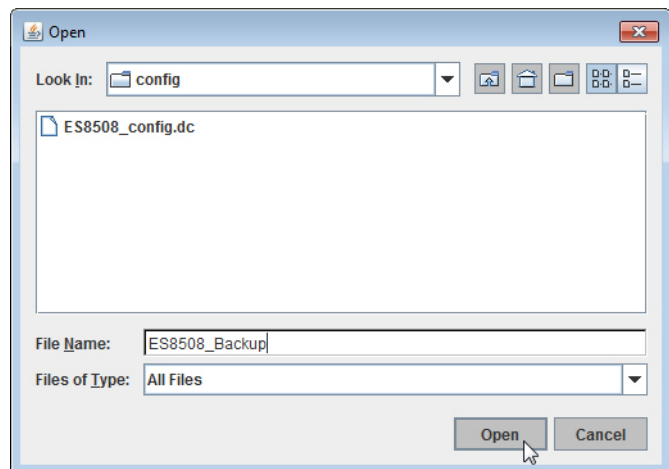 Open
Look In: config
ES8508_config.dc
File Name: ES8508_Backup
Files of Type: All Files
Open Cancel